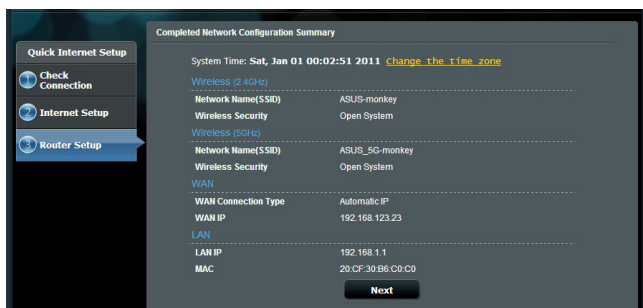 Completed Network Configuration Summary
Quick Internet Setup
1 Check Connection
2 Internet Setup
3 Router Setup
System Time: Sat, Jan 01 00:02:51 2011 Change the time zone
Wireless (2.4GHz)
Network Name(SSID) ASUS-monkey
Wireless Security Open System
Wireless (5GHz)
Network Name(SSID) ASUS_5G-monkey
Wireless Security Open System
WAN
WAN Connection Type Automatic IP
WAN IP 192.168.123.23
LAN
LAN IP 192.168.1.1
MAC 20:CF:30:B6:C0:C0
Next